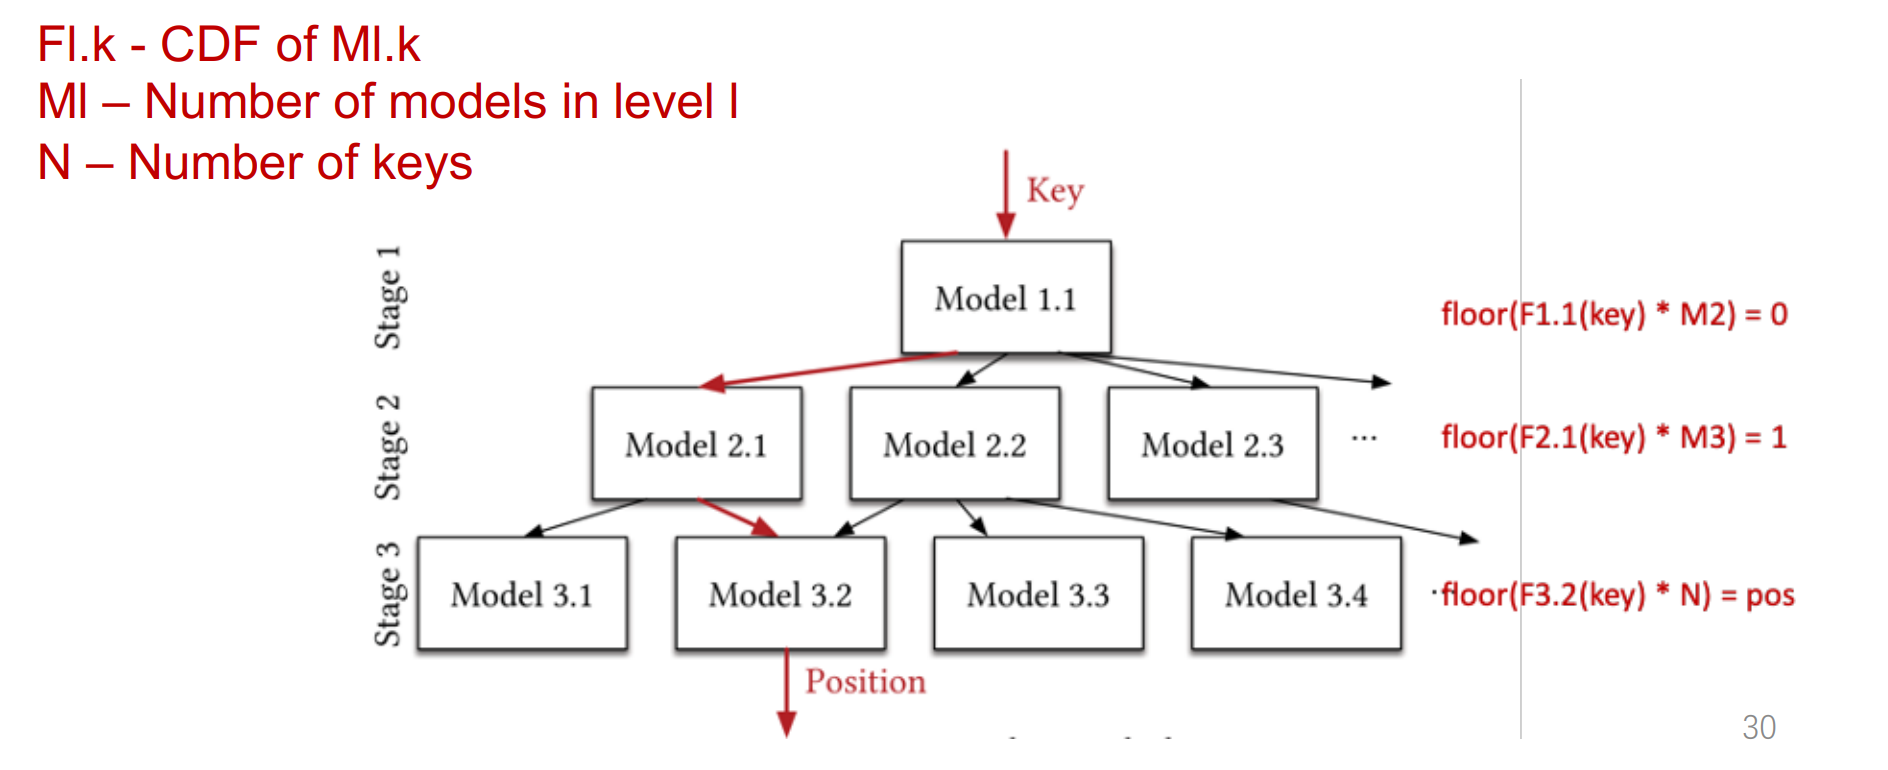 Fl.k - CDF of Ml.k
Ml – Number of models in level l
N – Number of keys
Key
Stage 1
Model 1.1
floor(F1.1(key) * M2) = 0
Stage 2
Model 2.1
Model 2.2
Model 2.3
...
floor(F2.1(key) * M3) = 1
Stage 3
Model 3.1
Model 3.2
Model 3.3
Model 3.4
floor(F3.2(key) * N) = pos
Position
30